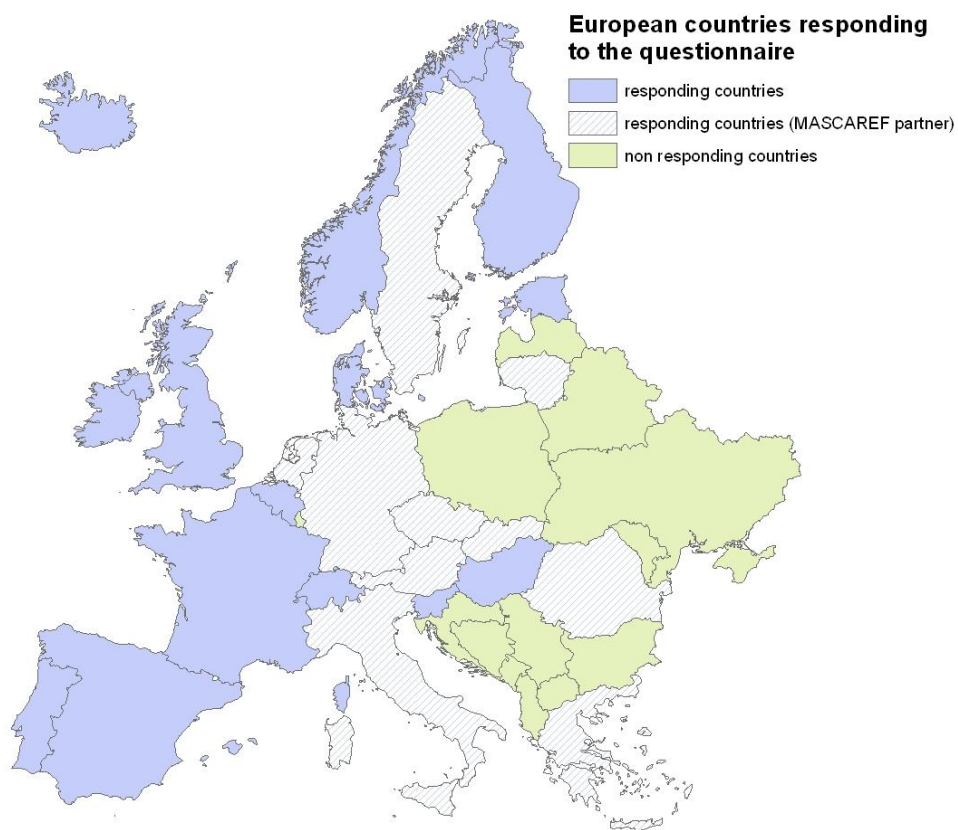 European countries responding
to the questionnaire
responding countries
responding countries (MASCAREF partner)
non responding countries